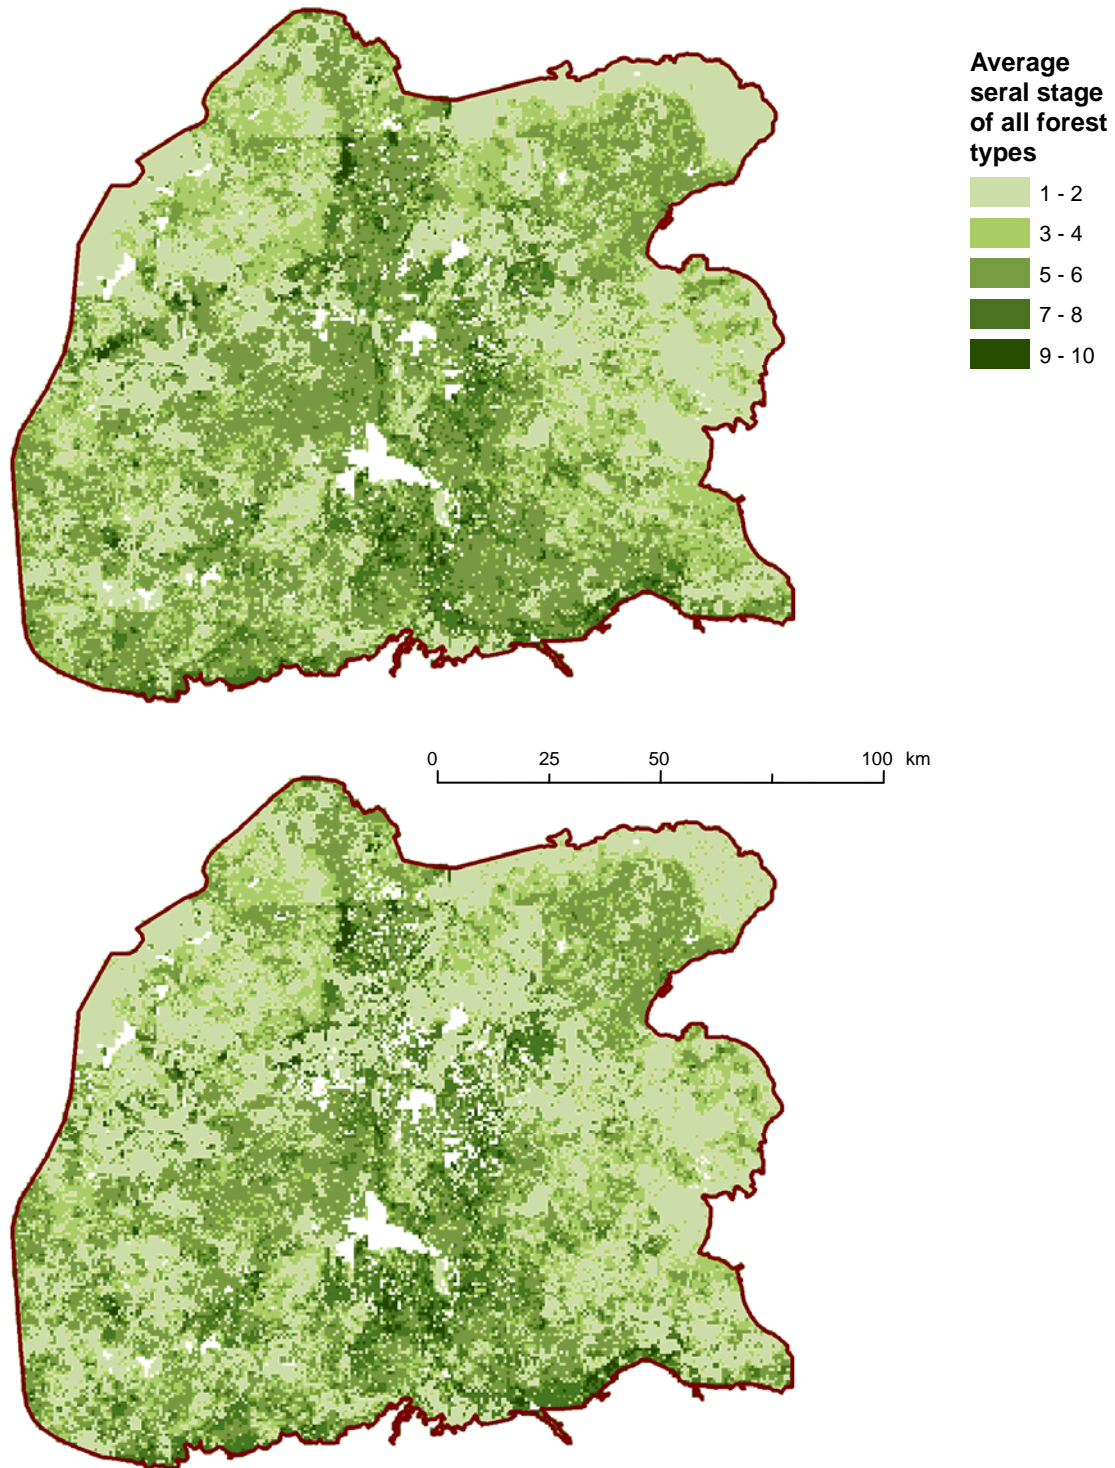 Average
seral stage
of all forest
types
1 - 2
3 - 4
5 - 6
7 - 8
9 - 10
0 25 50 100 km